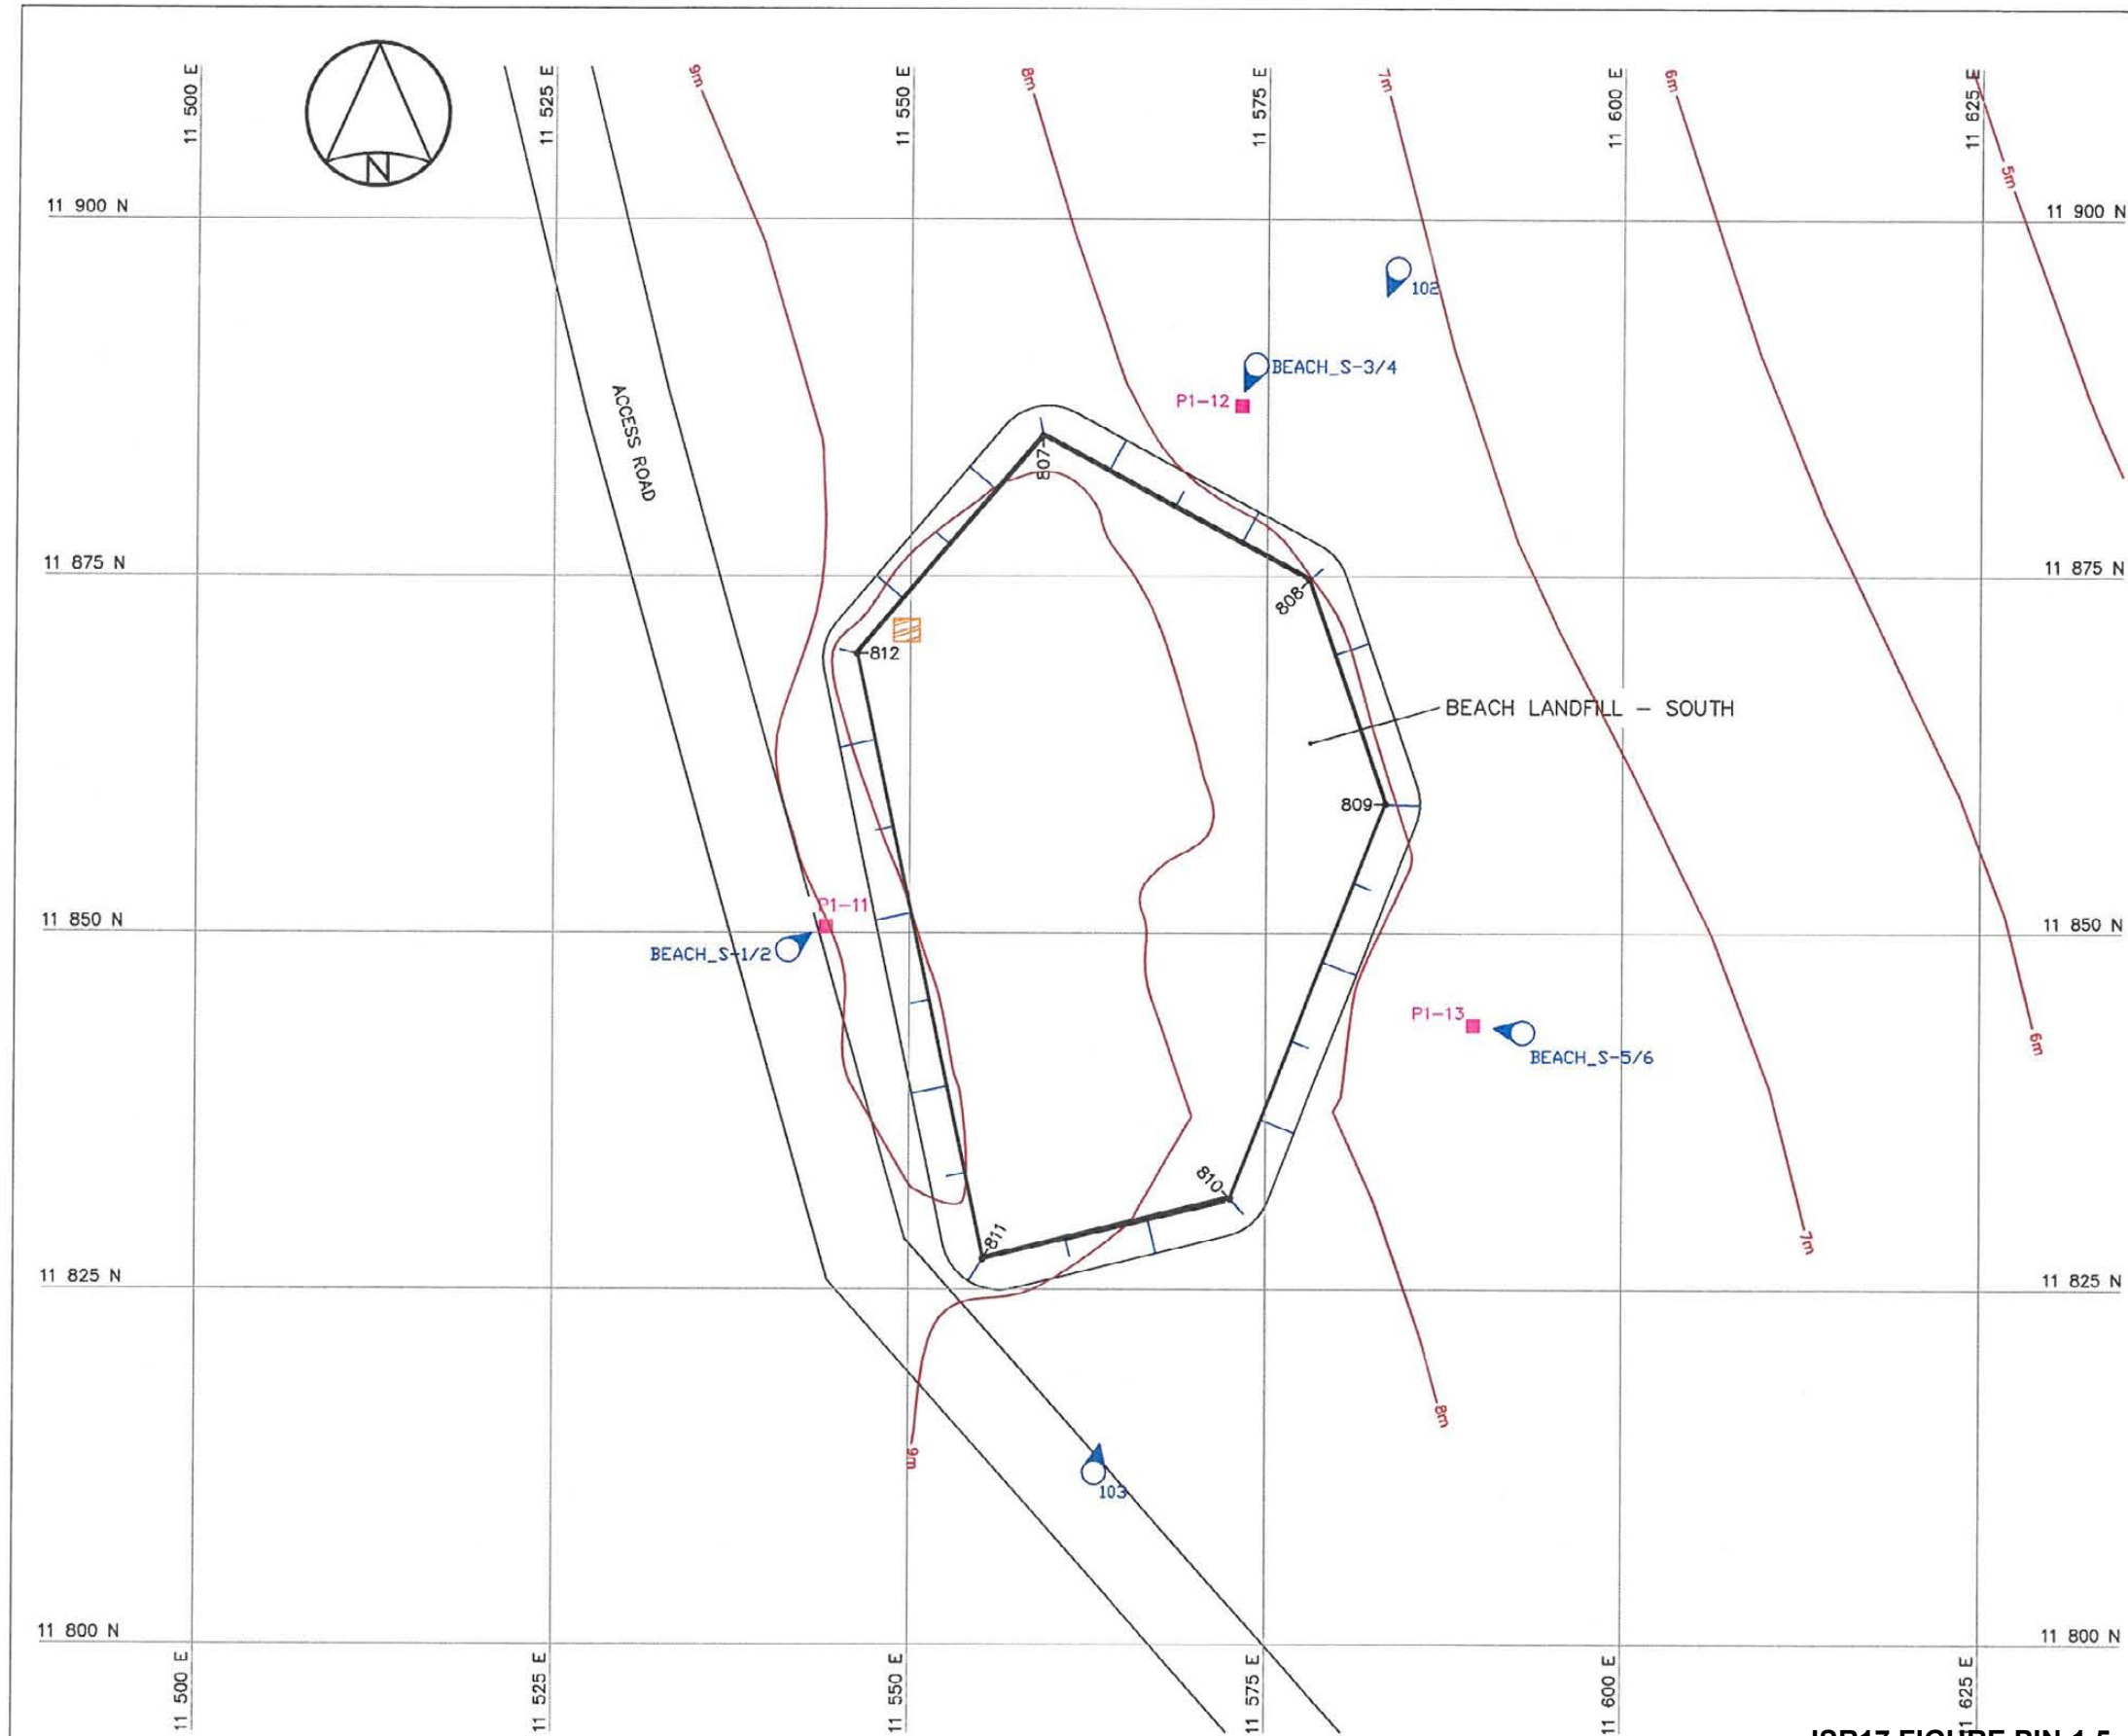 11 500 E
11 525 E
9m
11 550 E
8m
11 575 E
7m
11 600 E
6m
11 625 E
5m
N
11 900 N
11 900 N
102
BEACH_S-3/4
P1-12
ACCESS ROAD
807
11 875 N
11 875 N
808
812
BEACH LANDFILL - SOUTH
809
P1-11
11 850 N
11 850 N
BEACH_S-1/2
P1-13
BEACH_S-5/6
6m
810
811
7m
11 825 N
11 825 N
8m
9m
103
11 800 N
11 800 N
11 500 E
11 525 E
11 550 E
11 575 E
11 600 E
11 625 E